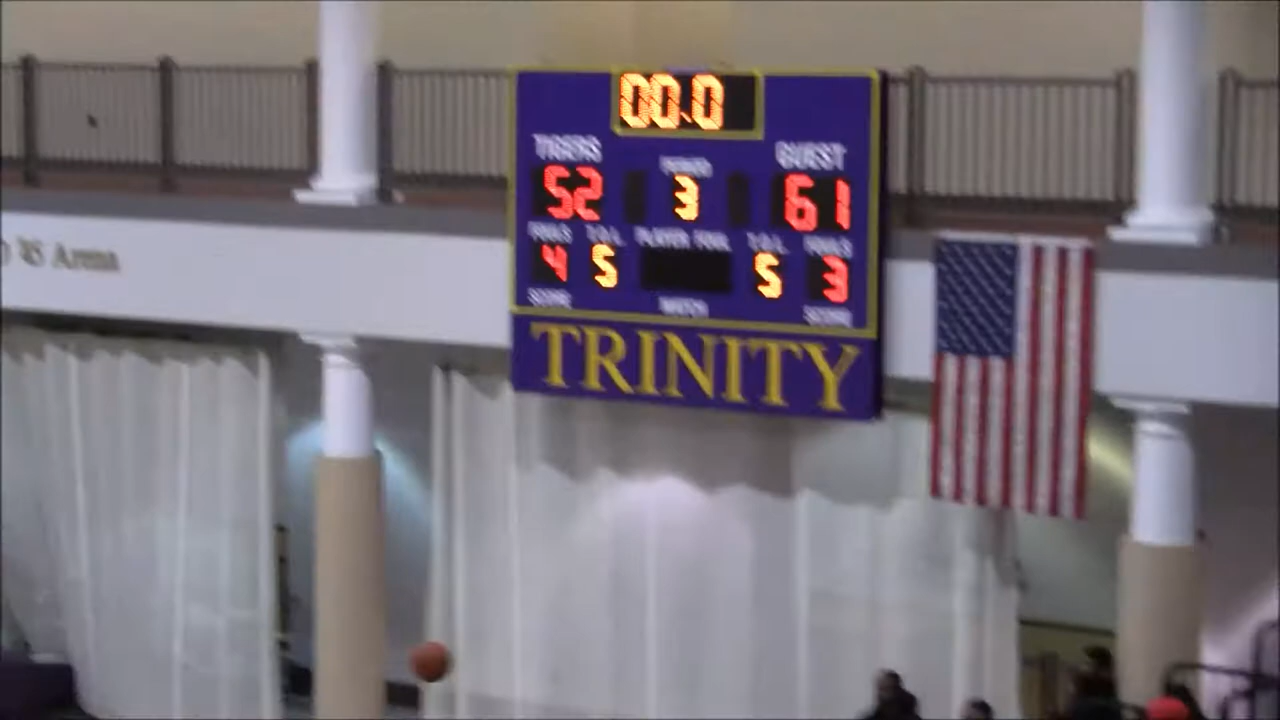 00.0
TIGERS PERIOD GUEST
52 3 61
FOULS T.O.L. PLAYER FOUL T.O.L. FOULS
4 5 5 3
SCORE MATCH SCORE
TRINITY
'85 Arena